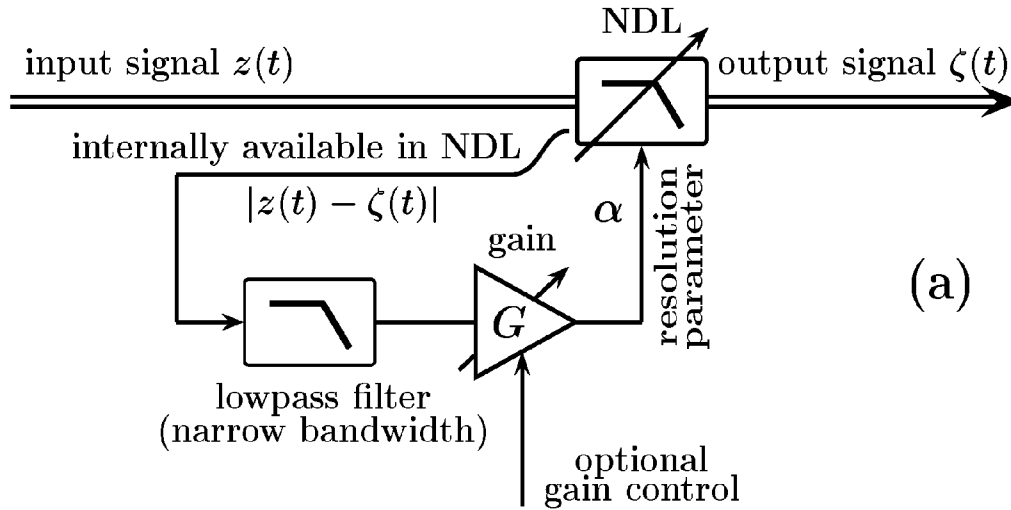 NDL
input signal z(t)
output signal ζ(t)
internally available in NDL
|z(t) − ζ(t)|
α
resolution
parameter
gain
G
(a)
lowpass filter
(narrow bandwidth)
optional
gain control